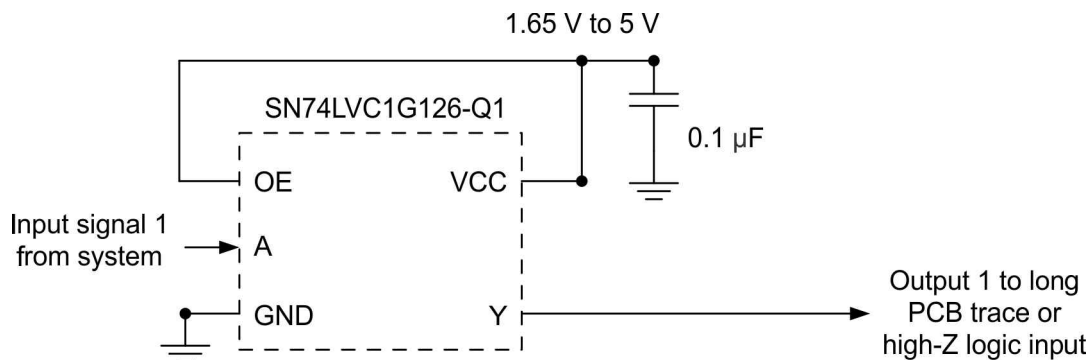 1.65 V to 5 V
SN74LVC1G126-Q1
0.1 μF
OE
VCC
Input signal 1
from system
A
GND
Y
Output 1 to long
PCB trace or
high-Z logic input